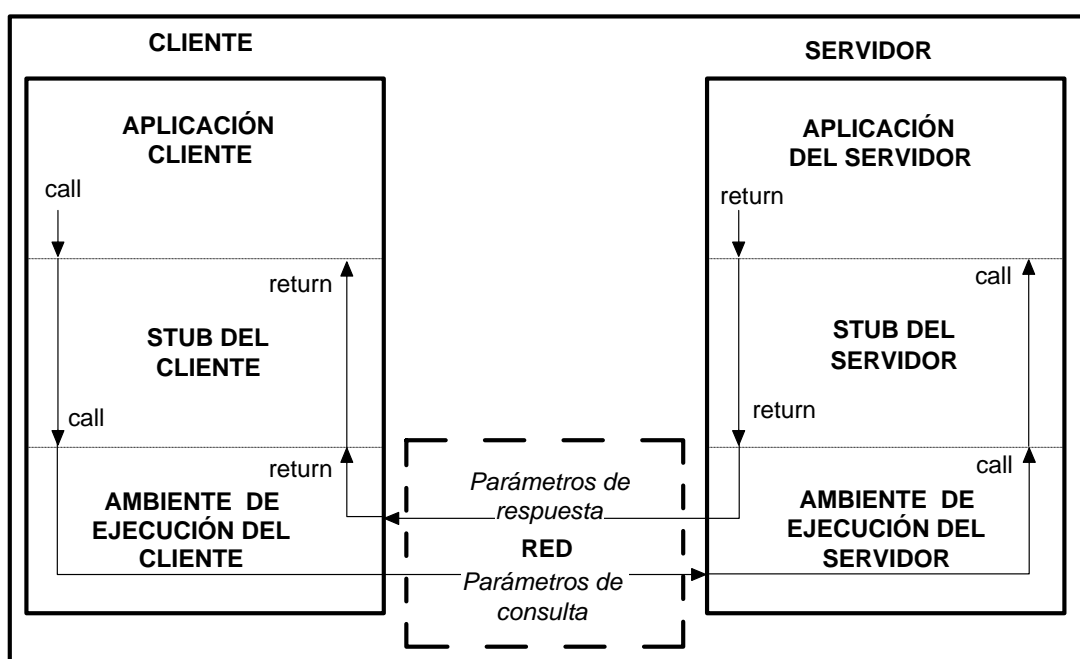 CLIENTE
SERVIDOR
APLICACIÓN
CLIENTE
call
APLICACIÓN
DEL SERVIDOR
return
return
STUB DEL
CLIENTE
call
call
STUB DEL
SERVIDOR
return
return
AMBIENTE DE
EJECUCIÓN DEL
CLIENTE
Parámetros de
respuesta
RED
Parámetros de
consulta
call
AMBIENTE DE
EJECUCIÓN DEL
SERVIDOR